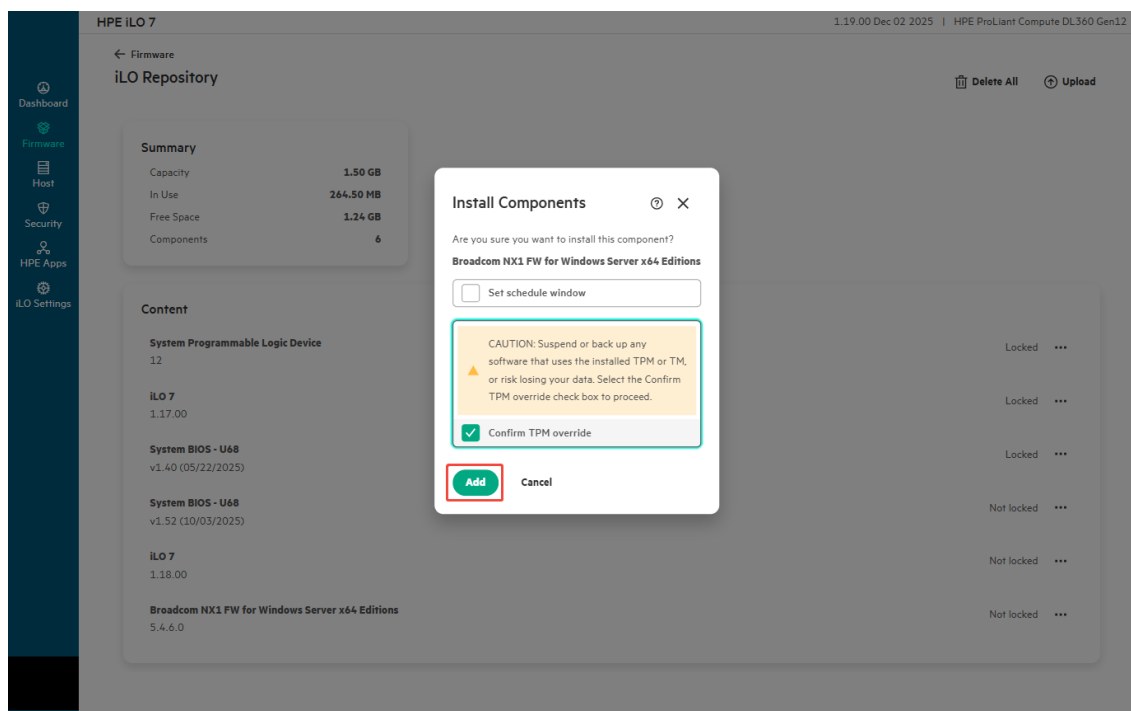 HPE iLO 7
1.19.00 Dec 02 2025 | HPE ProLiant Compute DL360 Gen12
← Firmware
iLO Repository
Delete All
Upload
Dashboard
Firmware
Host
Security
HPE Apps
iLO Settings
Summary
Capacity 1.50 GB
In Use 264.50 MB
Free Space 1.24 GB
Components 6
Install Components
Are you sure you want to install this component?
Broadcom NX1 FW for Windows Server x64 Editions
Set schedule window
CAUTION: Suspend or back up any
software that uses the installed TPM or TM,
or risk losing your data. Select the Confirm
TPM override check box to proceed.
Confirm TPM override
Add
Cancel
Content
System Programmable Logic Device
12
Locked
iLO 7
1.17.00
Locked
System BIOS - U68
v1.40 (05/22/2025)
Locked
System BIOS - U68
v1.52 (10/03/2025)
Not locked
iLO 7
1.18.00
Not locked
Broadcom NX1 FW for Windows Server x64 Editions
5.4.6.0
Not locked